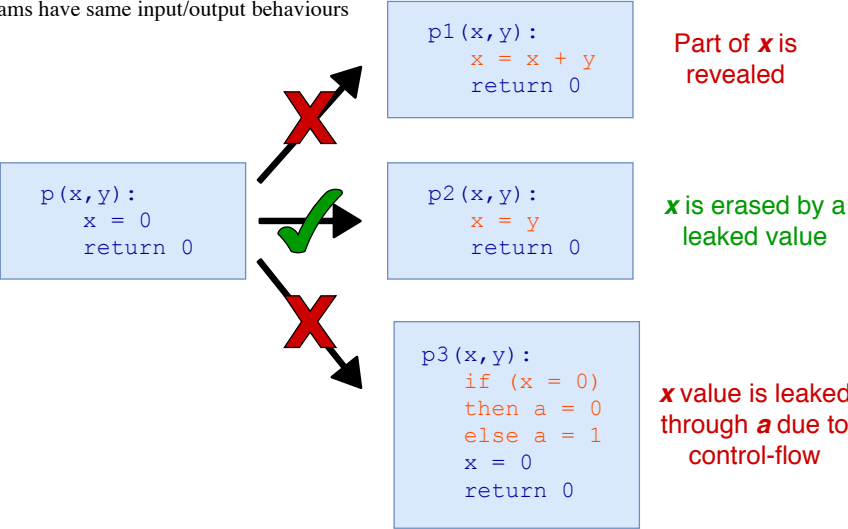 ams have same input/output behaviours
p1(x,y):
x = x + y
return 0
Part of x is
revealed
p(x,y):
x = 0
return 0
p2(x,y):
x = y
return 0
x is erased by a
leaked value
p3(x,y):
if (x = 0)
then a = 0
else a = 1
x = 0
return 0
x value is leaked
through a due to
control-flow